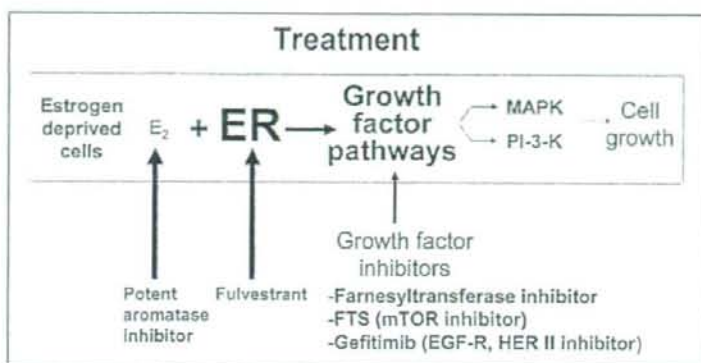 Treatment
Estrogen
deprived
cells
E₂ + ER
Growth
factor
pathways
MAPK
PI-3-K
Cell
growth
Potent
aromatase
inhibitor
Fulvestrant
Growth factor
inhibitors
-Farnesyltransferase inhibitor
-FTS (mTOR inhibitor)
-Gefitimib (EGF-R, HER II inhibitor)